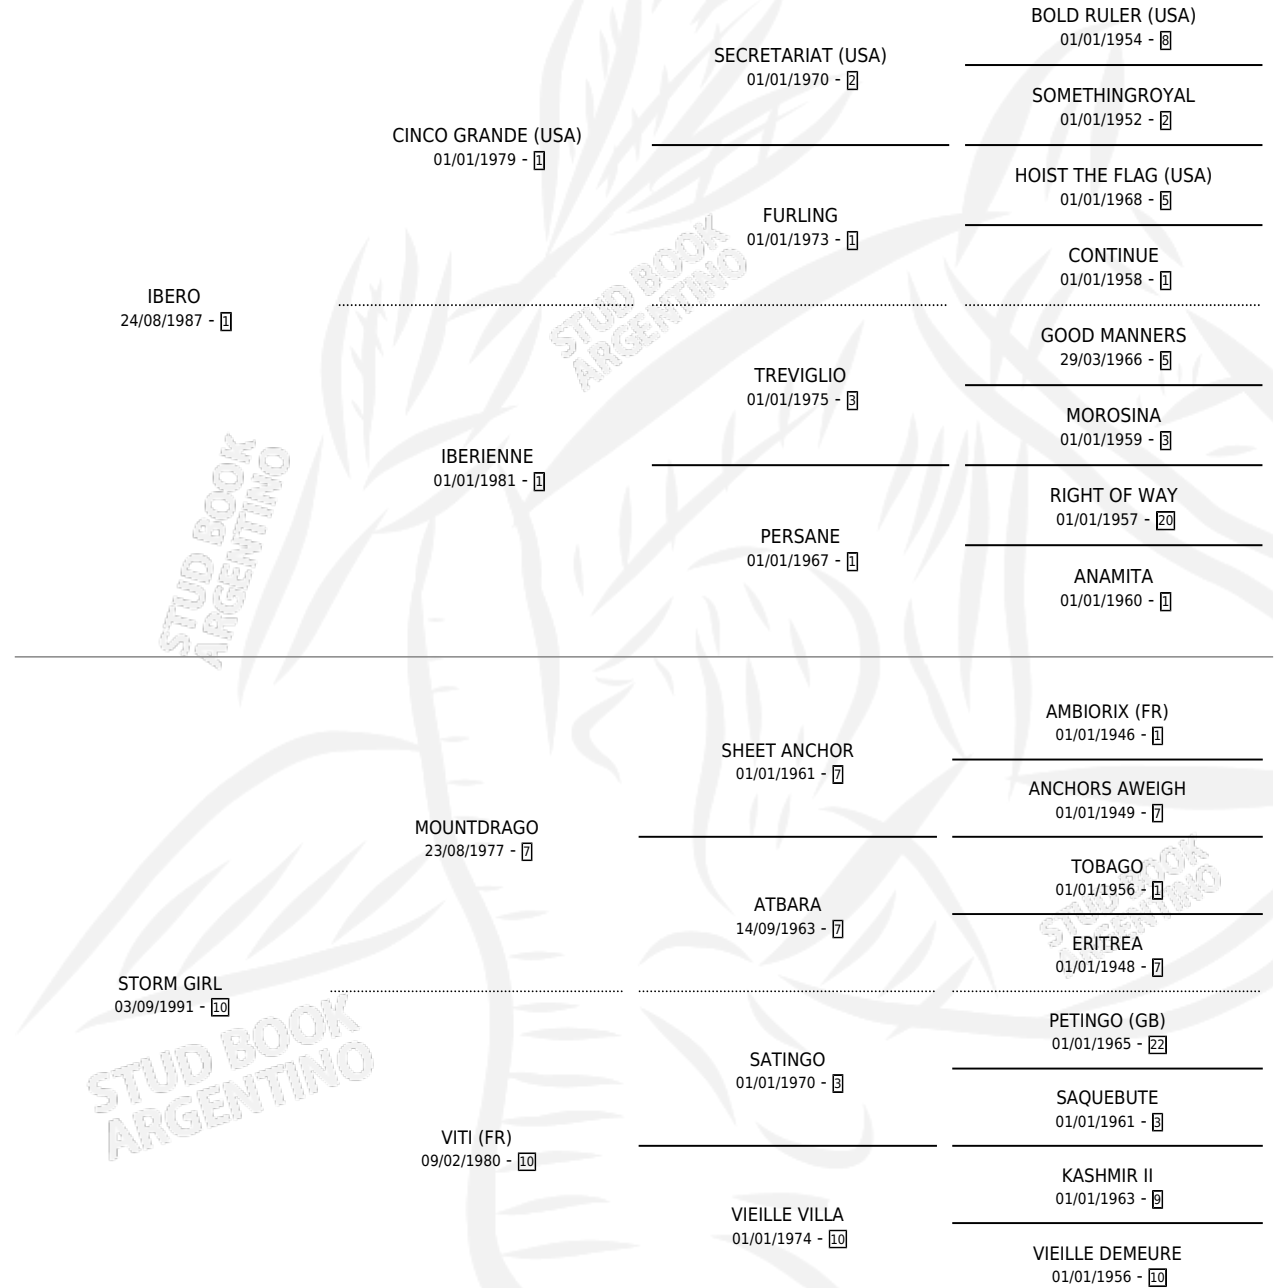 BOLD RULER (USA)
01/01/1954 - 8
SECRETARIAT (USA)
01/01/1970 - 2
SOMETHINGROYAL
01/01/1952 - 2
CINCO GRANDE (USA)
01/01/1979 - 1
HOIST THE FLAG (USA)
01/01/1968 - 5
FURLING
01/01/1973 - 1
CONTINUE
01/01/1958 - 1
IBERO
24/08/1987 - 1
STUD BOOK
ARGENTINO
GOOD MANNERS
29/03/1966 - 5
TREVIGLIO
01/01/1975 - 3
MOROSINA
01/01/1959 - 3
IBERIENNE
01/01/1981 - 1
RIGHT OF WAY
01/01/1957 - 20
PERSANE
01/01/1967 - 1
ANAMITA
01/01/1960 - 1
STUD BOOK
ARGENTINO
AMBIORIX (FR)
01/01/1946 - 1
SHEET ANCHOR
01/01/1961 - 7
ANCHORS AWEIGH
01/01/1949 - 7
MOUNTDRAGO
23/08/1977 - 7
TOBAGO
01/01/1956 - 1
ATBARA
14/09/1963 - 7
STUD BOOK
ARGENTINO
ERITREA
01/01/1948 - 7
STORM GIRL
03/09/1991 - 10
PETINGO (GB)
01/01/1965 - 22
SATINGO
01/01/1970 - 3
STUD BOOK
ARGENTINO
SAQUEBUTE
01/01/1961 - 3
VITI (FR)
09/02/1980 - 10
KASHMIR II
01/01/1963 - 9
VIEILLE VILLA
01/01/1974 - 10
VIEILLE DEMEURE
01/01/1956 - 10